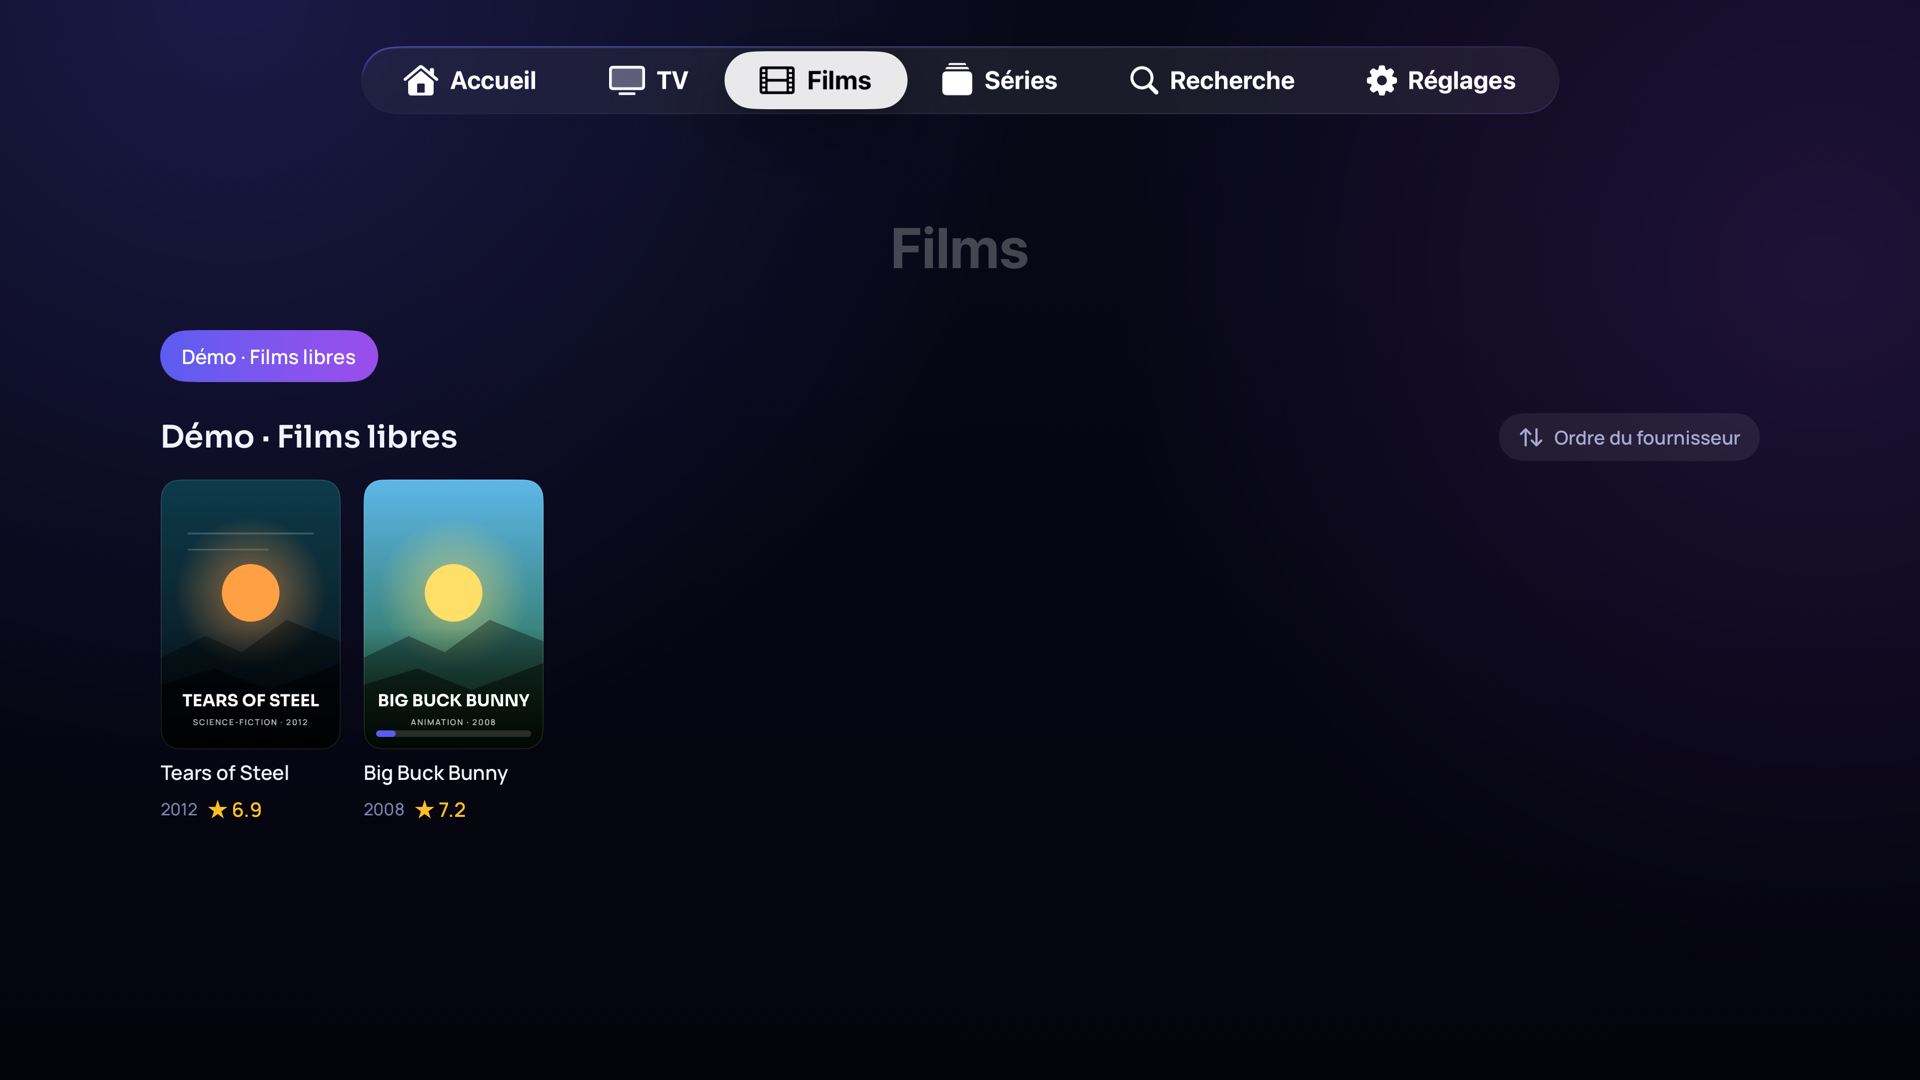 Accueil TV Films Séries Recherche Réglages
Films
Démo · Films libres
Démo · Films libres
Ordre du fournisseur
TEARS OF STEEL
SCIENCE-FICTION · 2012
BIG BUCK BUNNY
ANIMATION · 2008
Tears of Steel
2012 ★ 6.9
Big Buck Bunny
2008 ★ 7.2